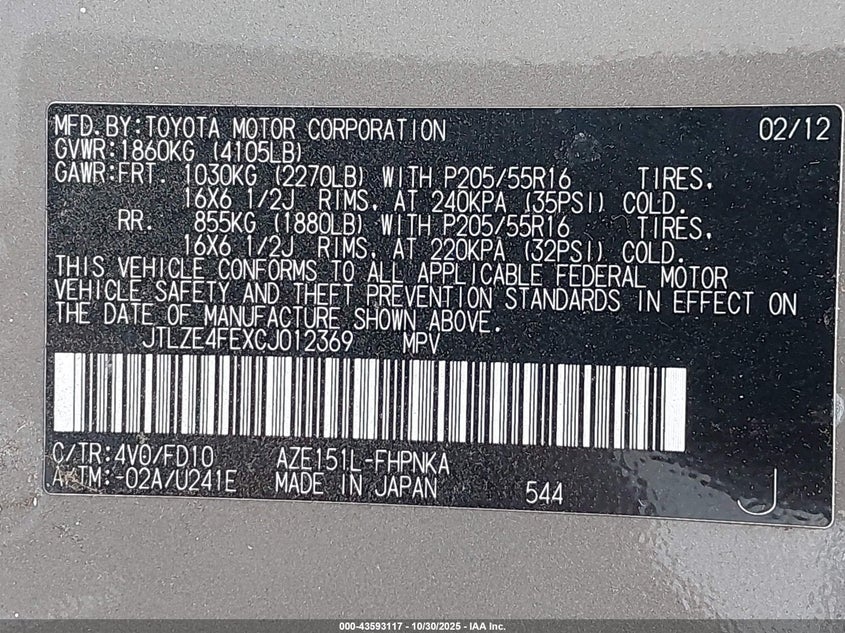 MFD.BY:TOYOTA MOTOR CORPORATION 02/12
GVWR:1860KG (4105LB)
GAWR:FRT. 1030KG (2270LB) WITH P205/55R16 TIRES,
16X6 1/2J RIMS, AT 240KPA (35PSI) COLD.
RR. 855KG (1880LB) WITH P205/55R16 TIRES,
16X6 1/2J RIMS, AT 220KPA (32PSI) COLD.
THIS VEHICLE CONFORMS TO ALL APPLICABLE FEDERAL MOTOR
VEHICLE SAFETY AND THEFT PREVENTION STANDARDS IN EFFECT ON
THE DATE OF MANUFACTURE SHOWN ABOVE.
JTLZE4FEXCJ012369 MPV
C/TR:4V0/FD10 AZE151L-FHPNKA
A/TM:-02A/U241E MADE IN JAPAN 544 J
000-43593117 - 10/30/2025 - IAA Inc.